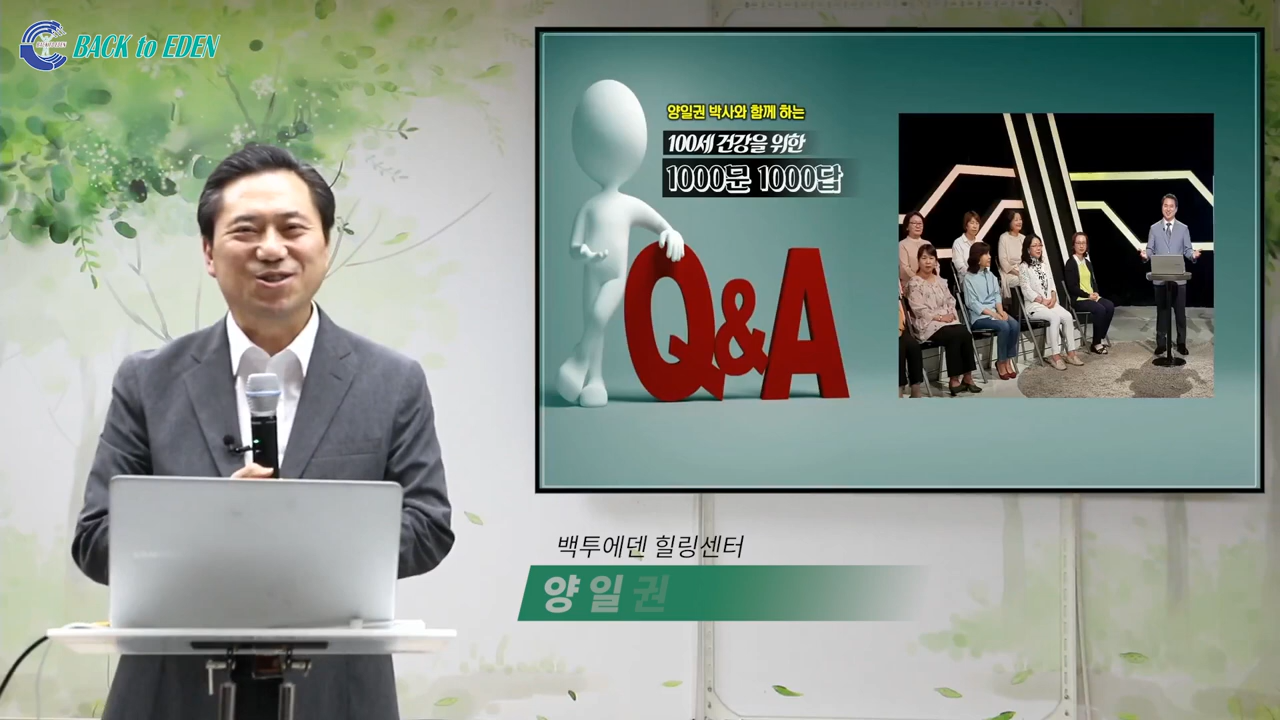 BACK to EDEN
양일권 박사와 함께 하는
100세 건강을 위한
1000문 1000답
Q&A
백투에덴 힐링센터
양일권